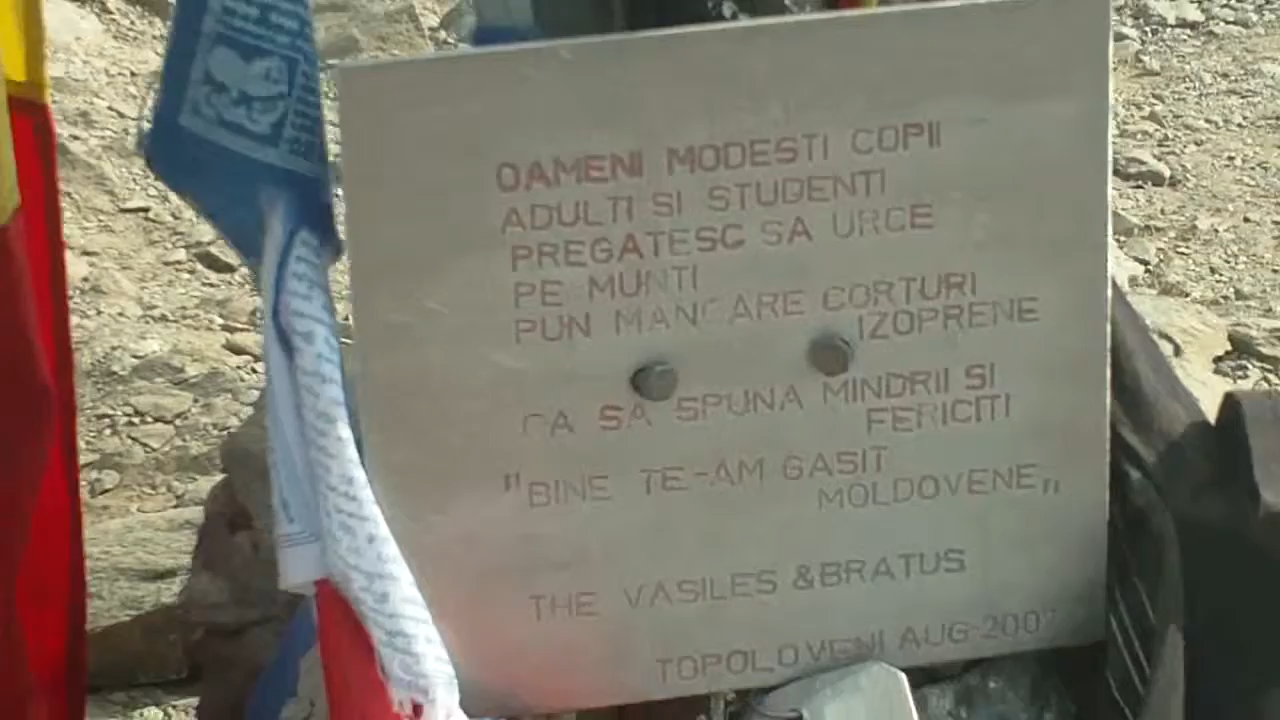 OAMENI MODESTI COPII
ADULTI SI STUDENTI
PREGATESC SA URCE
PE MUNTI
PUN MANCARE CORTURI
IZOPRENE
CA SA SPUNA MINDRII SI
FERICITI
"BINE TE-AM GASIT
MOLDOVENE„
THE VASILES &BRATUS
TOPOLOVENI AUG-